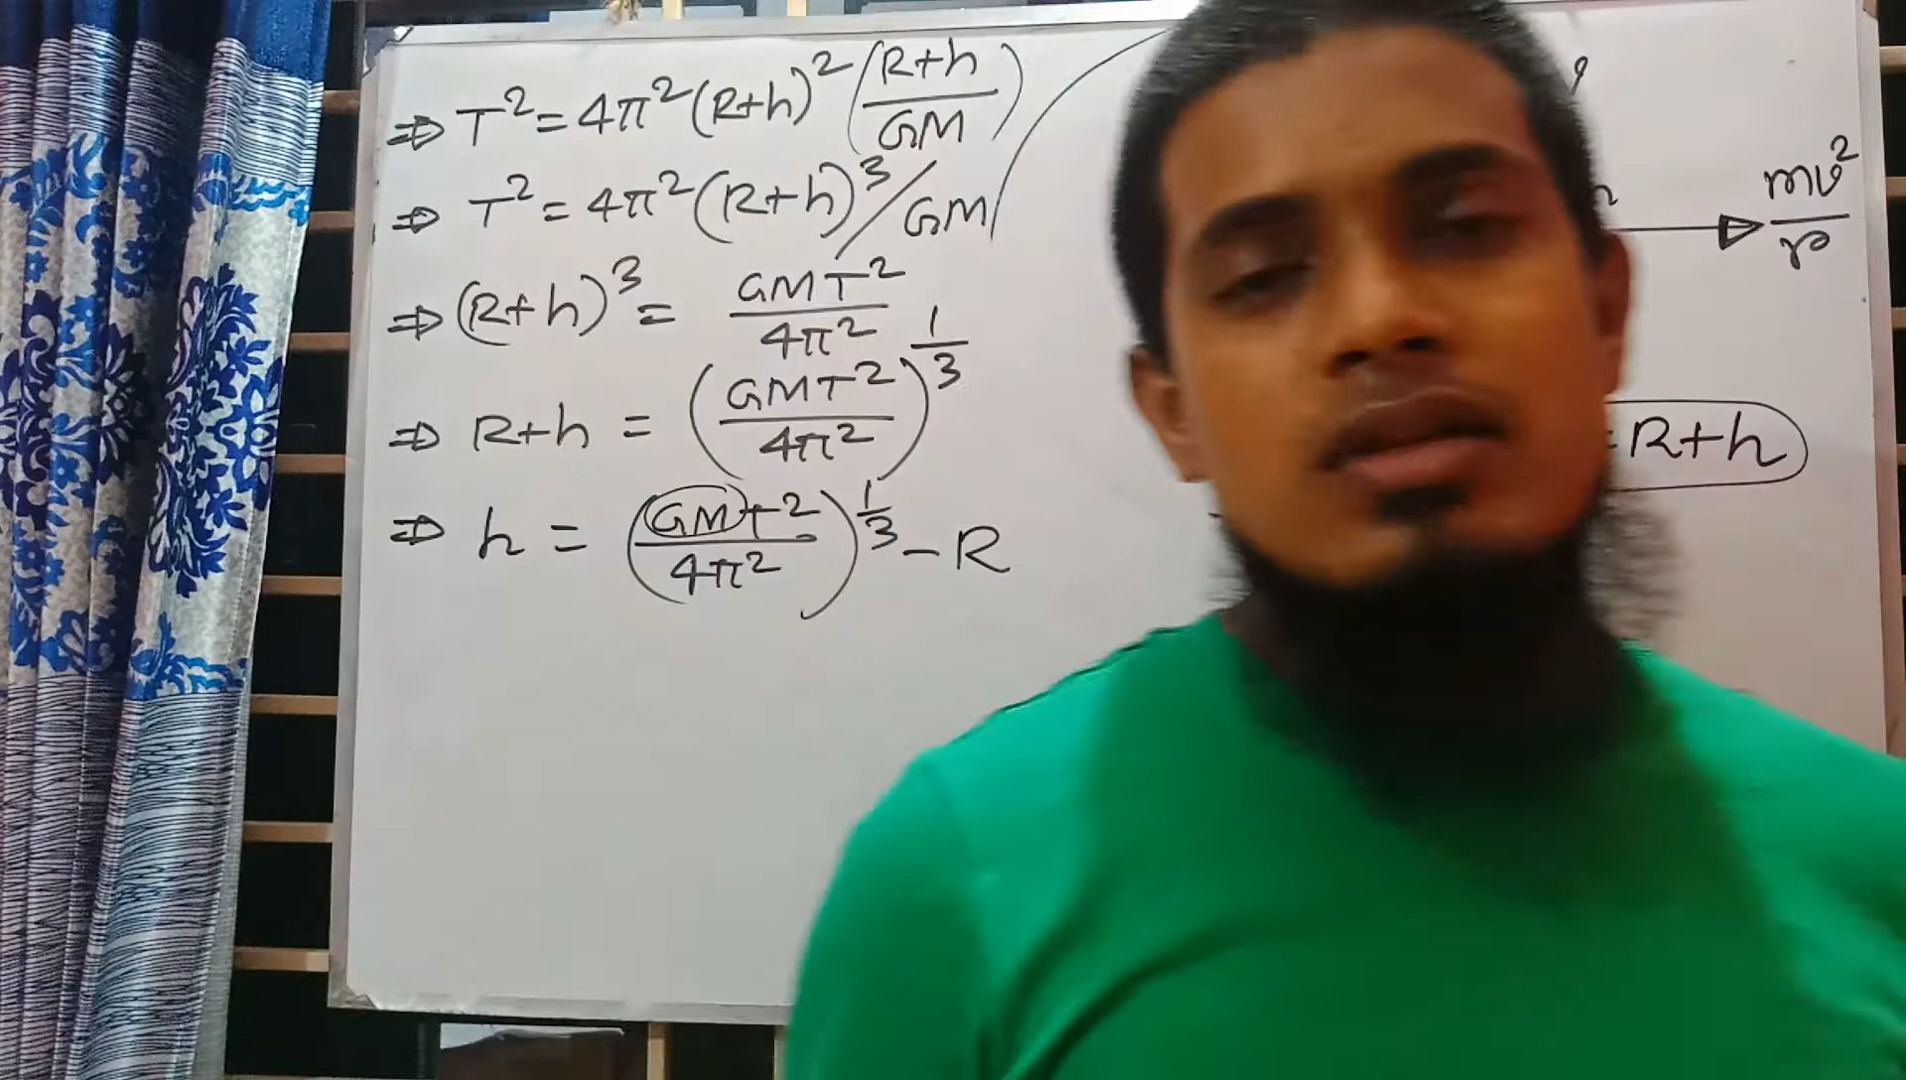 ⇒ T² = 4π² (R+h)² ((R+h)/GM)
⇒ T² = 4π² (R+h)³ / GM
⇒ (R+h)³ = GMT² / 4π²
⇒ R+h = (GMT² / 4π²)^(1/3)
⇒ h = (GMT² / 4π²)^(1/3) - R
mv² / r
R+h